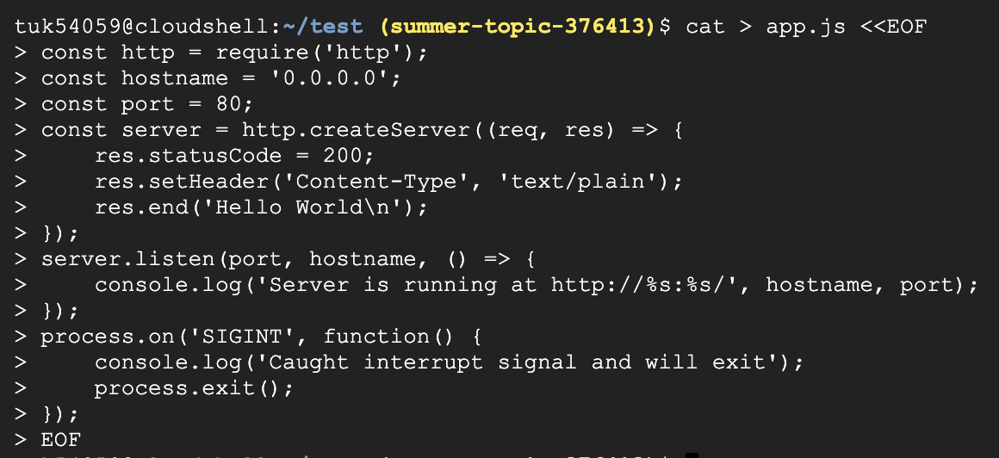 tuk54059@cloudshell:~/test (summer-topic-376413)$ cat > app.js <<EOF
> const http = require('http');
> const hostname = '0.0.0.0';
> const port = 80;
> const server = http.createServer((req, res) => {
>     res.statusCode = 200;
>     res.setHeader('Content-Type', 'text/plain');
>     res.end('Hello World\n');
> });
> server.listen(port, hostname, () => {
>     console.log('Server is running at http://%s:%s/', hostname, port);
> });
> process.on('SIGINT', function() {
>     console.log('Caught interrupt signal and will exit');
>     process.exit();
> });
> EOF